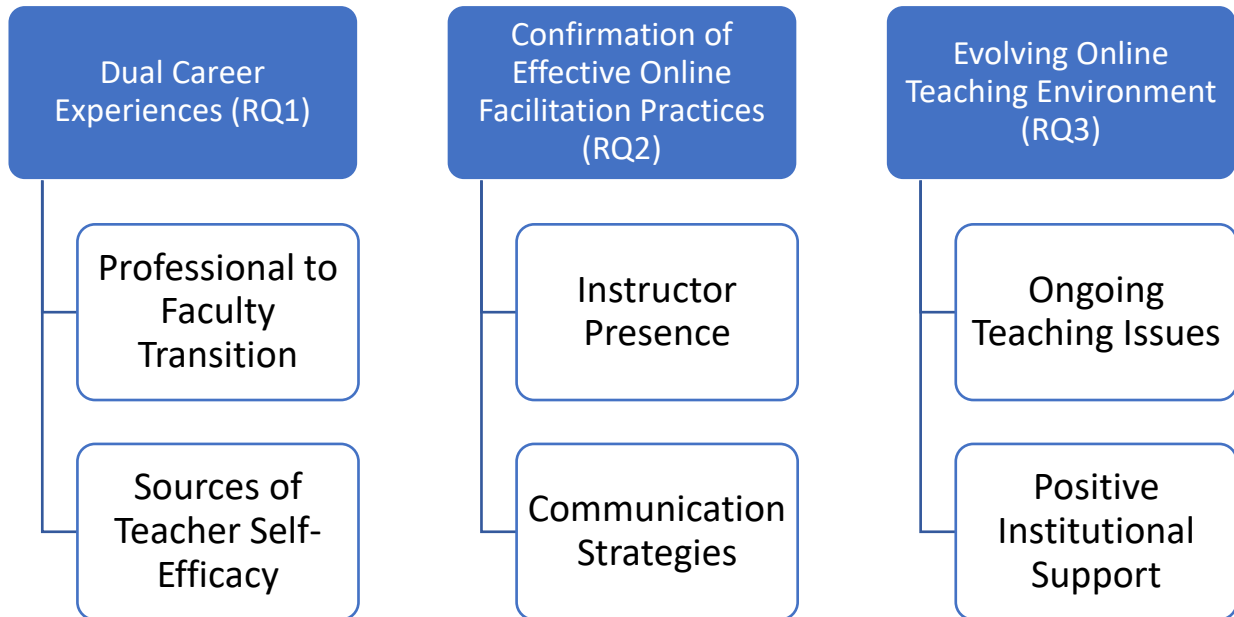 Dual Career
Experiences (RQ1)
Professional to
Faculty
Transition
Sources of
Teacher Self-
Efficacy
Confirmation of
Effective Online
Facilitation Practices
(RQ2)
Instructor
Presence
Communication
Strategies
Evolving Online
Teaching Environment
(RQ3)
Ongoing
Teaching Issues
Positive
Institutional
Support